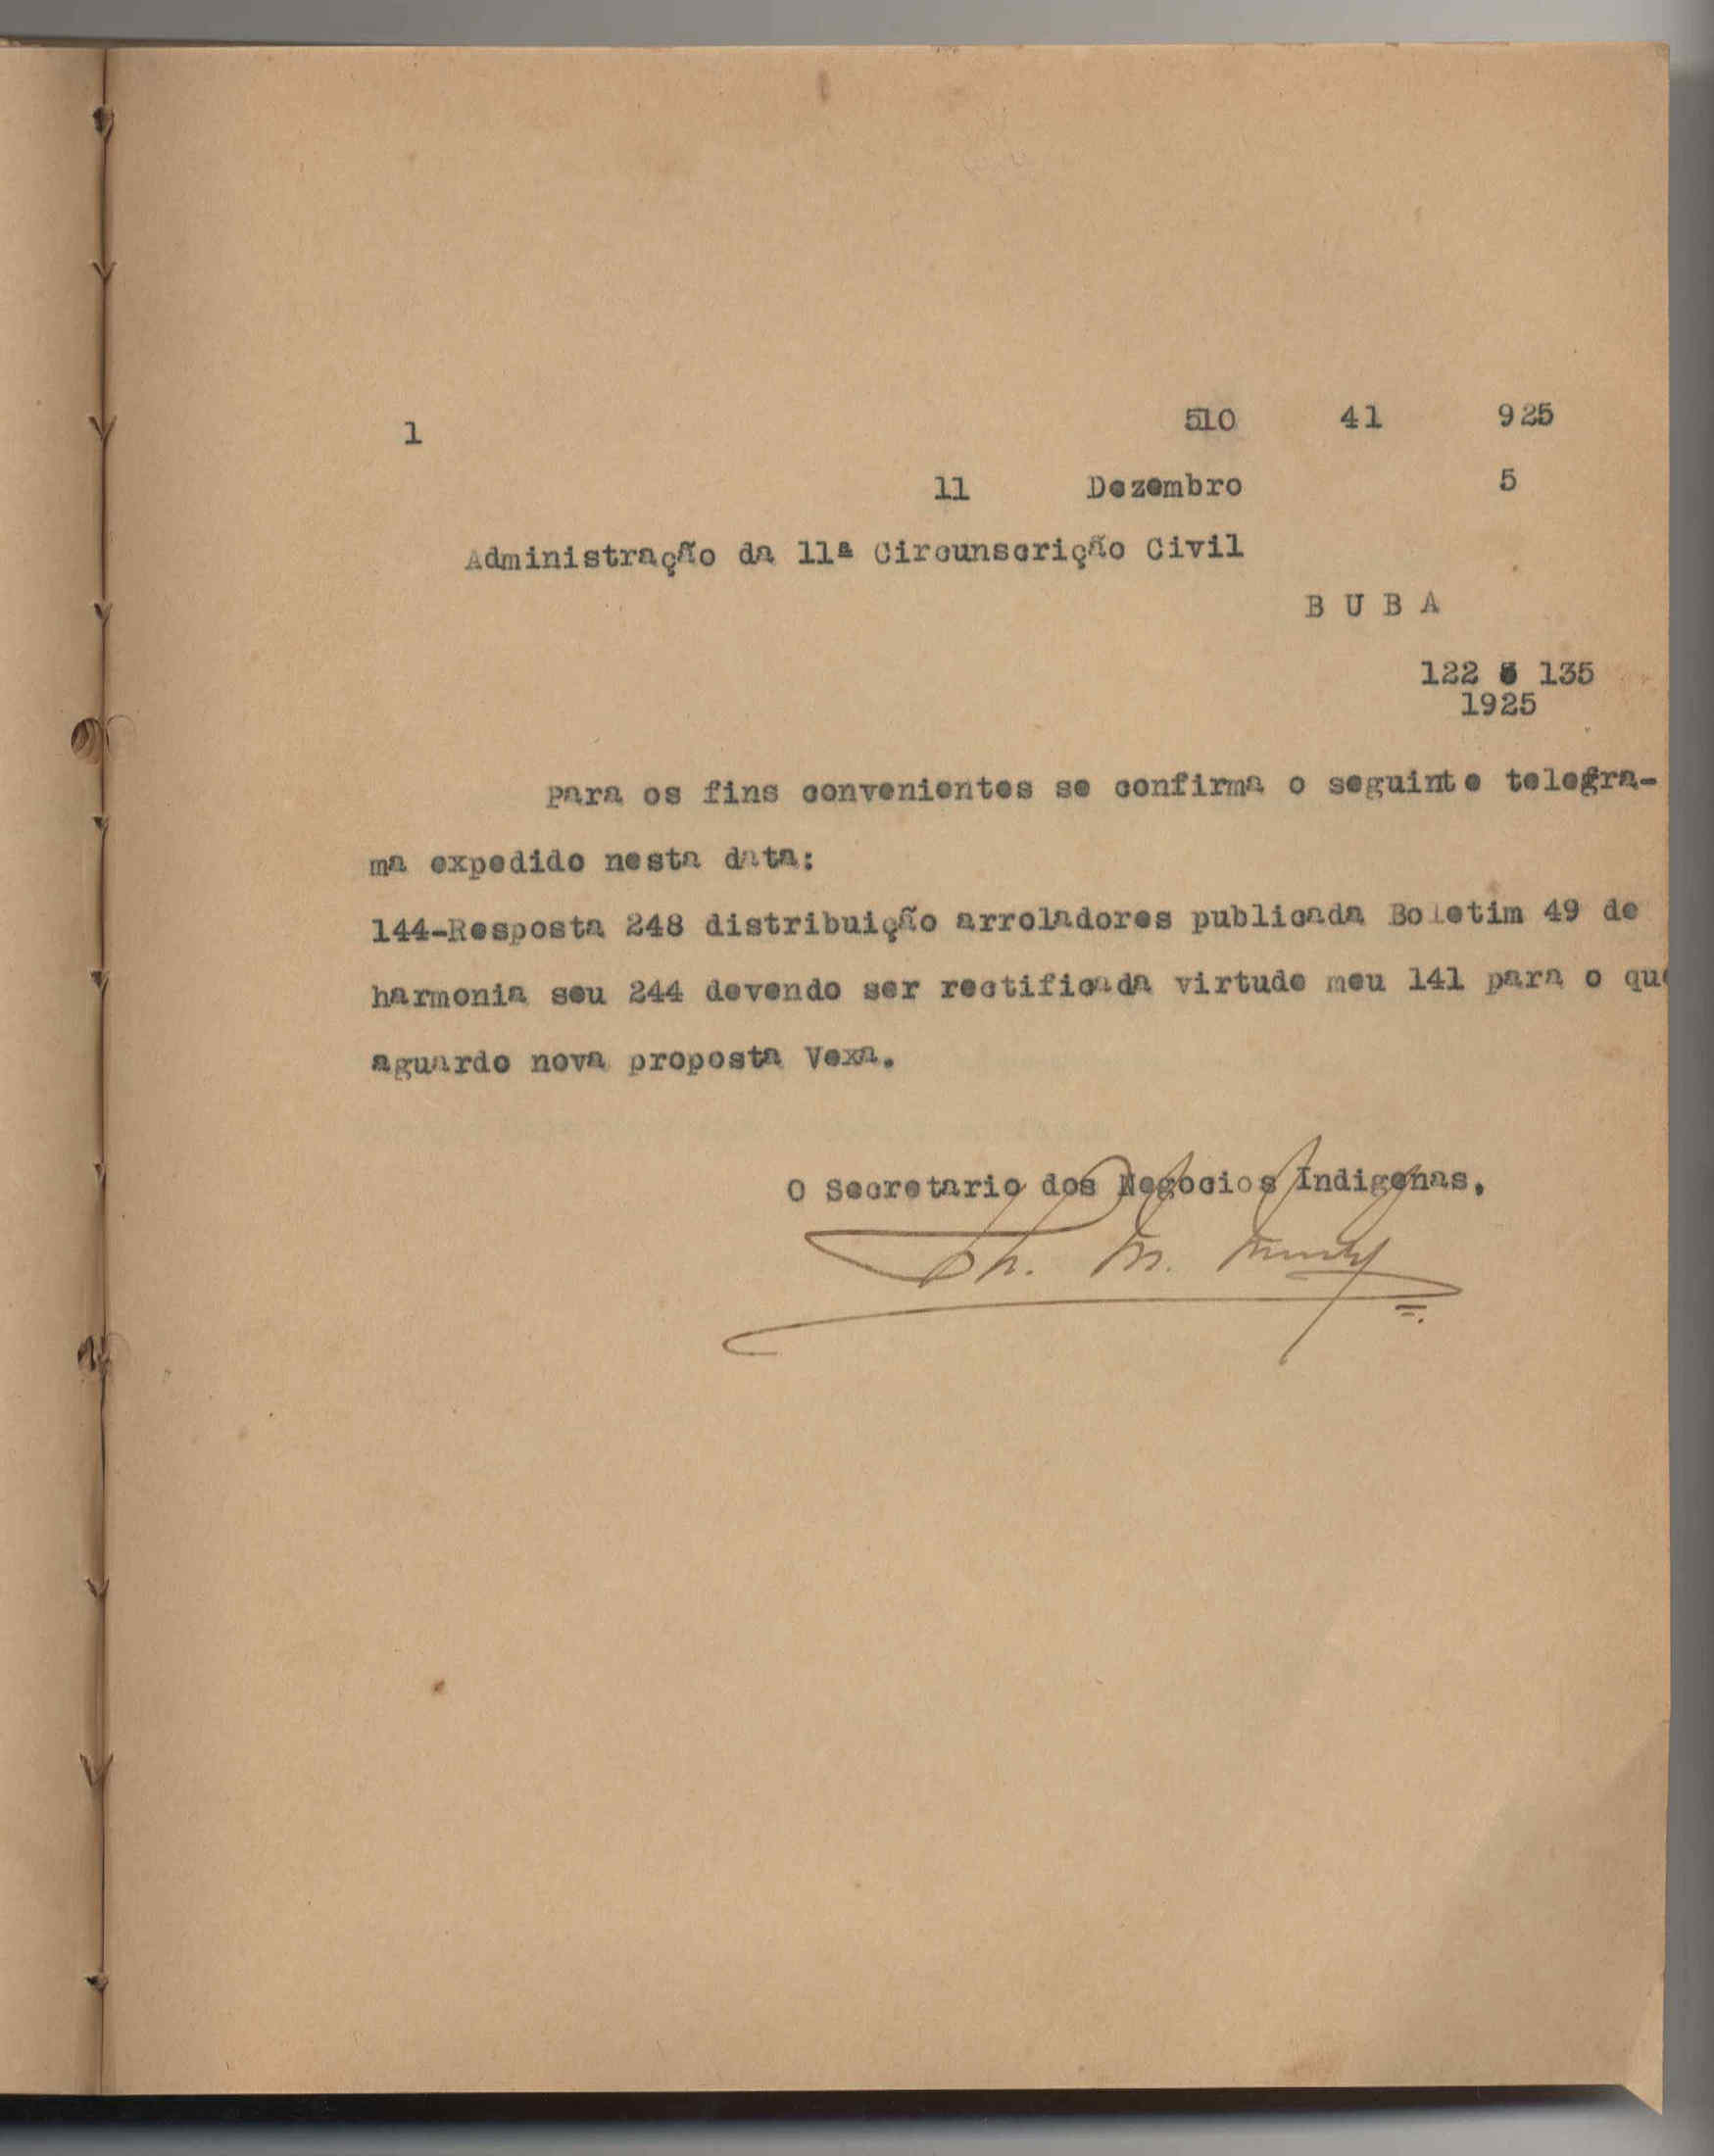 1 510 41 925
11 Dezembro 5
Administração da 11ª Circunscrição Civil
B U B A
122 135
1925
Para os fins convenientes se confirma o seguinte telegra-
ma expedido nesta data:
144-Resposta 248 distribuição arroladores publicada Boletim 49 de
harmonia seu 244 devendo ser rectificada virtude meu 141 para o que
aguardo nova proposta Vexa.
O Secretario dos Negocios Indigenas,